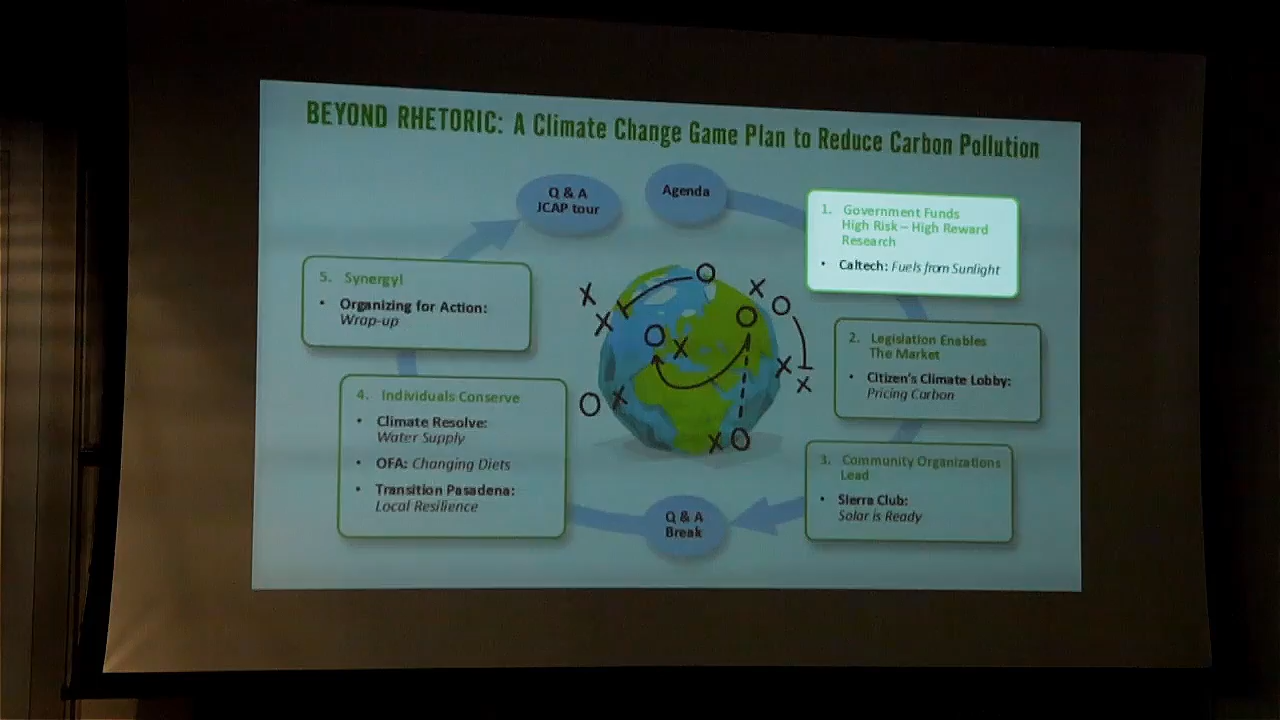 BEYOND RHETORIC: A Climate Change Game Plan to Reduce Carbon Pollution
Agenda
1. Government Funds
High Risk – High Reward
Research
• Caltech: Fuels from Sunlight
2. Legislation Enables
The Market
• Citizen's Climate Lobby:
Pricing Carbon
3. Community Organizations
Lead
• Sierra Club:
Solar is Ready
Q & A
Break
4. Individuals Conserve
• Climate Resolve:
Water Supply
• OFA: Changing Diets
• Transition Pasadena:
Local Resilience
5. Synergy!
• Organizing for Action:
Wrap-up
Q & A
JCAP tour